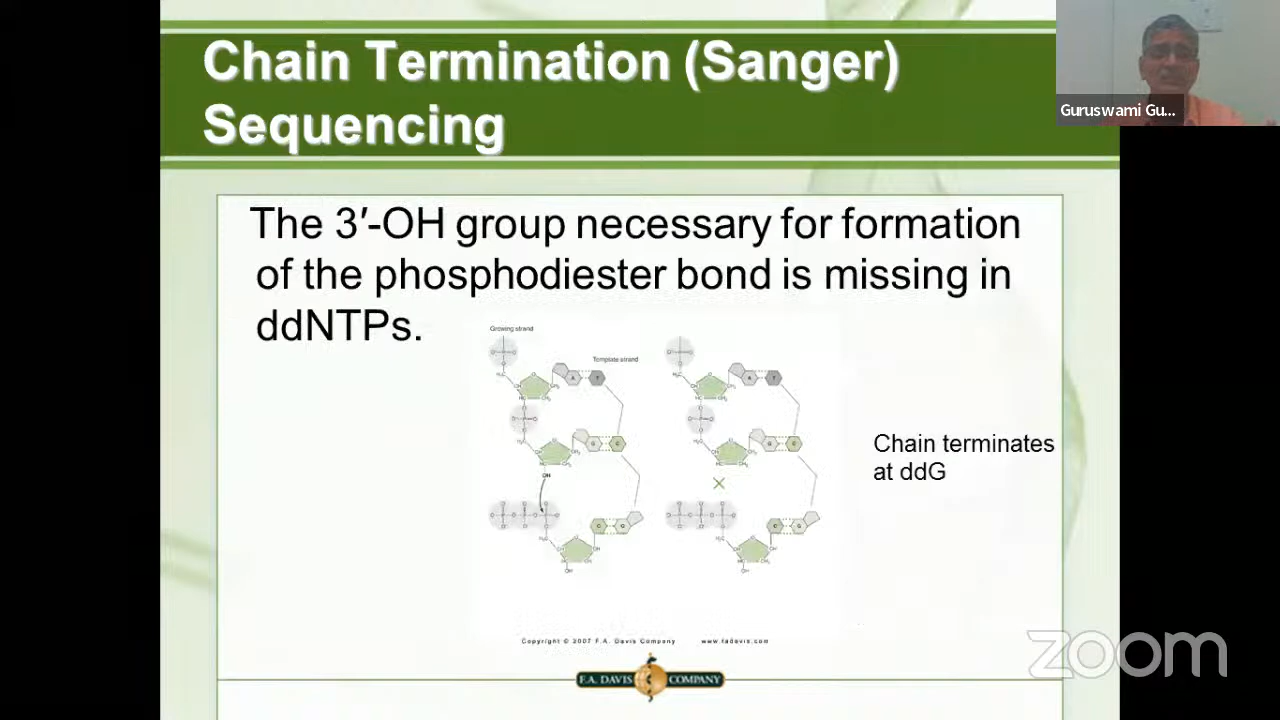 Chain Termination (Sanger)
Sequencing
Guruswami Gu...
The 3′-OH group necessary for formation
of the phosphodiester bond is missing in
ddNTPs.
Growing strand
Template strand
Chain terminates
at ddG
Copyright © 2007 F.A. Davis Company www.fadavis.com
F.A. DAVIS COMPANY
zoom